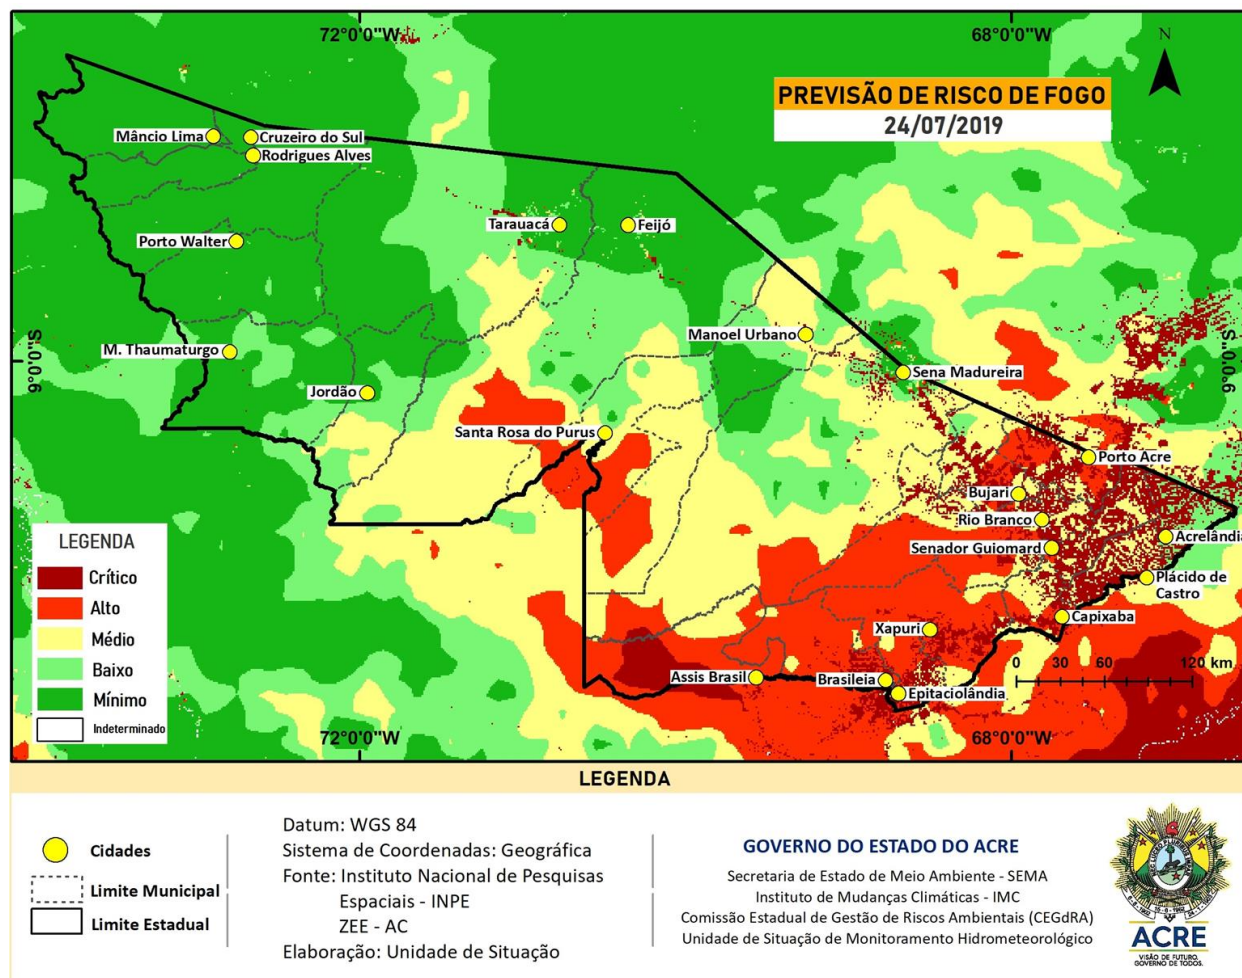 72°0'0"W
68°0'0"W
N
PREVISÃO DE RISCO DE FOGO
24/07/2019
Mâncio Lima
Cruzeiro do Sul
Rodrigues Alves
Tarauacá
Feijó
Porto Walter
Manoel Urbano
M. Thaumaturgo
9°0'0"S
9°0'0"S
Sena Madureira
Jordão
Santa Rosa do Purus
Porto Acre
Bujari
Rio Branco
Senador Guiomard
Acrelândia
Plácido de
Castro
Capixaba
Xapuri
Assis Brasil
Brasileia
Epitaciolândia
0 30 60 120 km
LEGENDA
Crítico
Alto
Médio
Baixo
Mínimo
Indeterminado
72°0'0"W
68°0'0"W
LEGENDA
Cidades
Limite Municipal
Limite Estadual
Datum: WGS 84
Sistema de Coordenadas: Geográfica
Fonte: Instituto Nacional de Pesquisas
Espaciais - INPE
ZEE - AC
Elaboração: Unidade de Situação
GOVERNO DO ESTADO DO ACRE
Secretaria de Estado de Meio Ambiente - SEMA
Instituto de Mudanças Climáticas - IMC
Comissão Estadual de Gestão de Riscos Ambientais (CEGdRA)
Unidade de Situação de Monitoramento Hidrometeorológico
ACRE
VISÃO DE FUTURO.
GOVERNO DE TODOS.